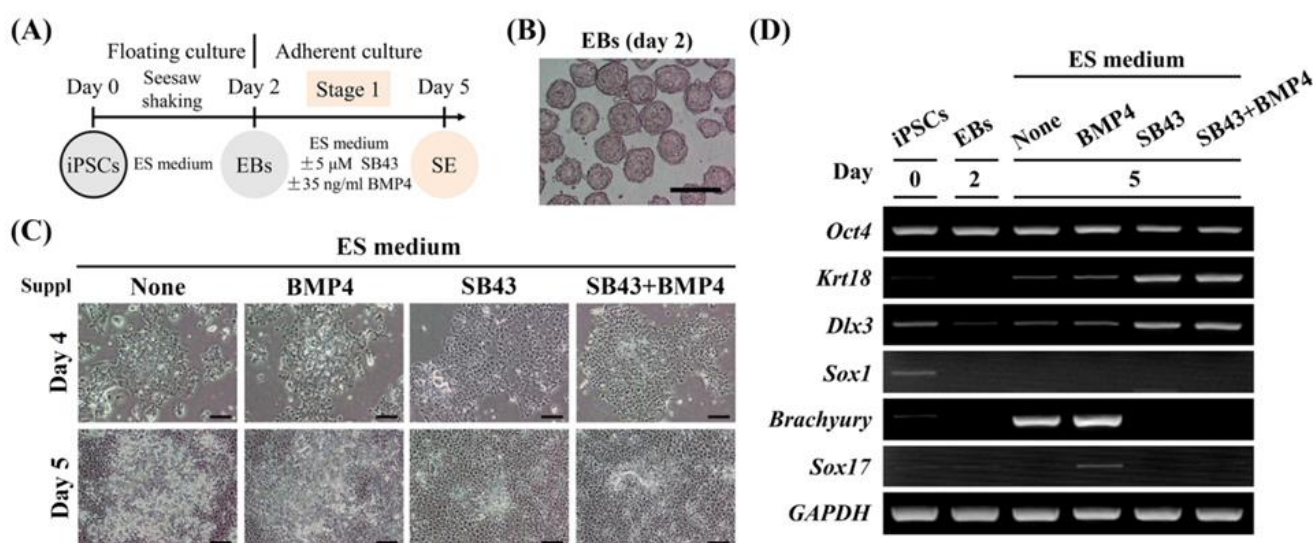 (A)
Floating culture
Adherent culture
Day 0
Seesaw
shaking
Day 2
Stage 1
Day 5
iPSCs
ES medium
EBs
ES medium
±5 μM SB43
±35 ng/ml BMP4
SE
(B)
EBs (day 2)
(C)
ES medium
Suppl
None
BMP4
SB43
SB43+BMP4
Day 4
Day 5
(D)
ES medium
iPSCs
EBs
None
BMP4
SB43
SB43+BMP4
Day
0
2
5
Oct4
Krt18
Dlx3
Sox1
Brachyury
Sox17
GAPDH